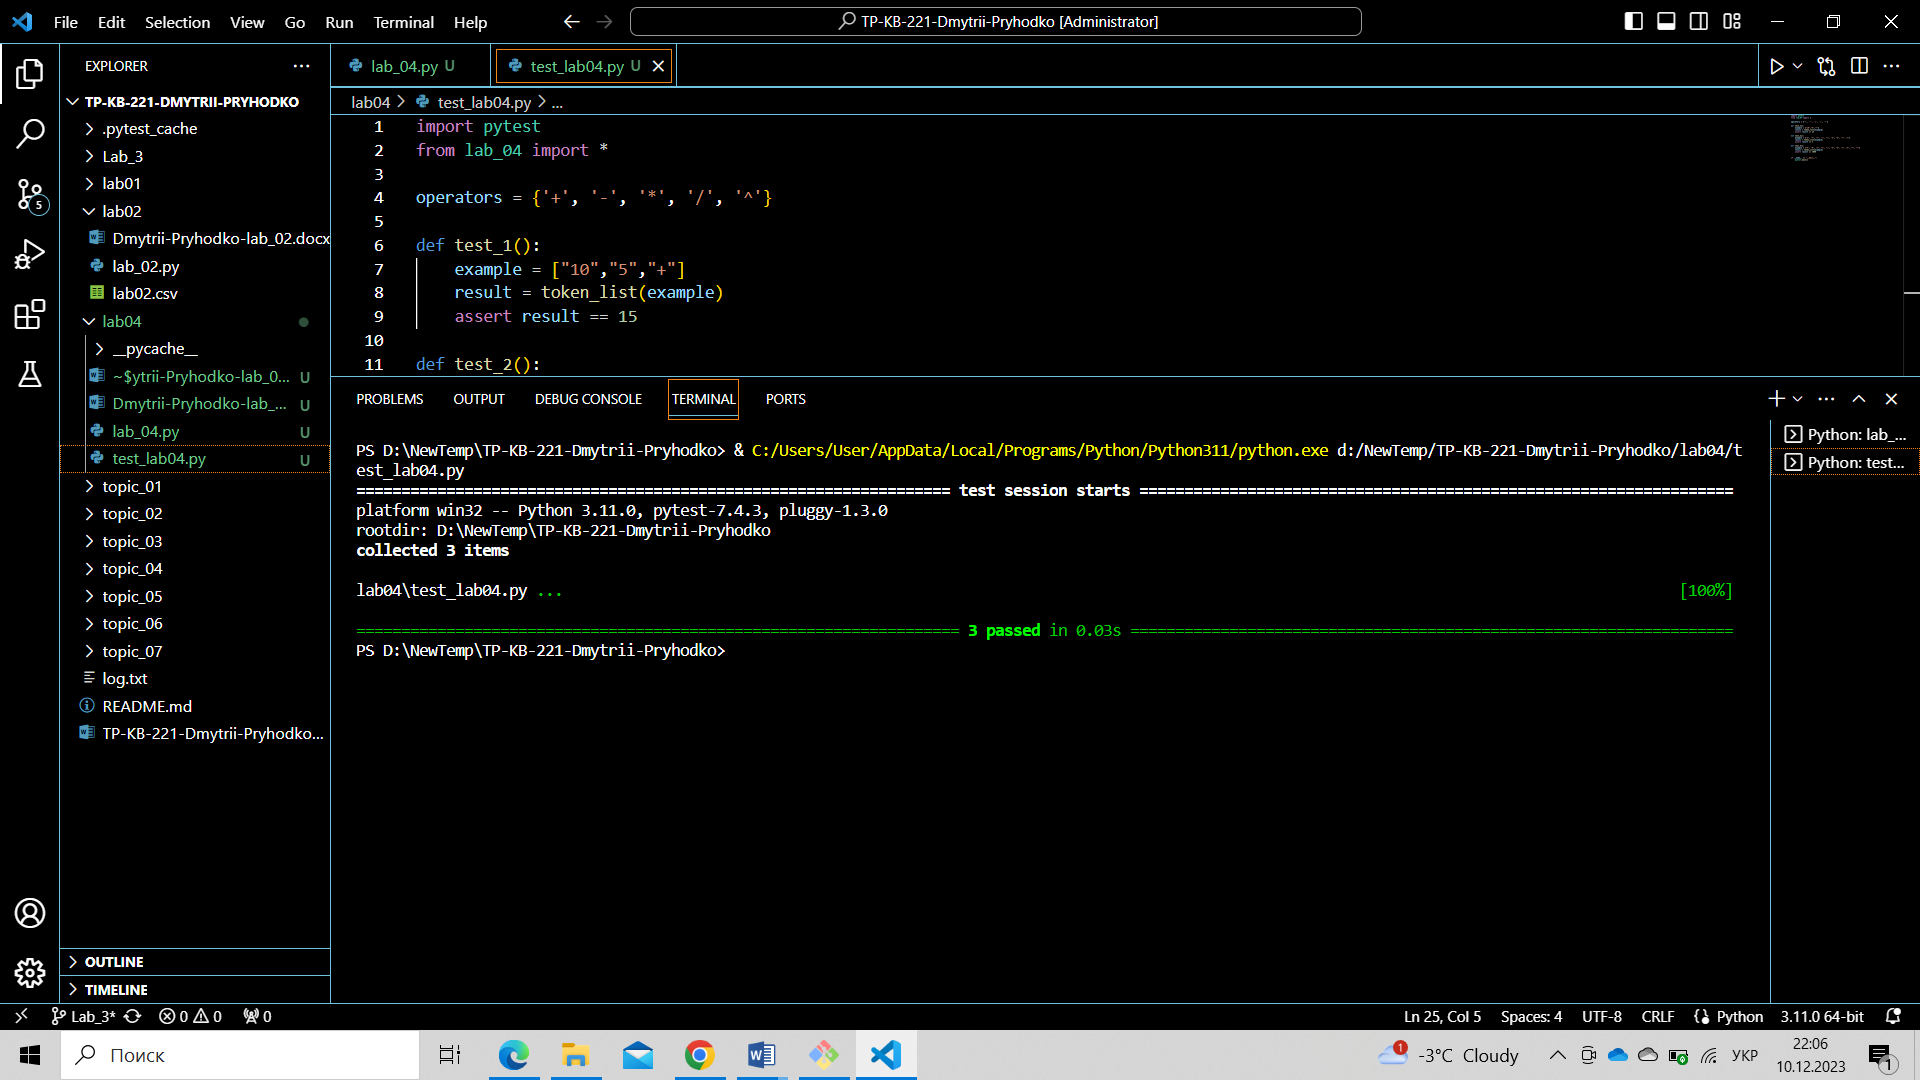 File Edit Selection View Go Run Terminal Help
TP-KB-221-Dmytrii-Pryhodko [Administrator]
EXPLORER
TP-KB-221-DMYTRII-PRYHODKO
.pytest_cache
Lab_3
lab01
lab02
Dmytrii-Pryhodko-lab_02.docx
lab_02.py
lab02.csv
lab04
__pycache__
~$ytrii-Pryhodko-lab_0... U
Dmytrii-Pryhodko-lab_... U
lab_04.py U
test_lab04.py U
topic_01
topic_02
topic_03
topic_04
topic_05
topic_06
topic_07
log.txt
README.md
TP-KB-221-Dmytrii-Pryhodko...
OUTLINE
TIMELINE
5
lab_04.py U
test_lab04.py U
lab04 > test_lab04.py > ...
1 import pytest
2 from lab_04 import *
3
4 operators = {'+', '-', '*', '/', '^'}
5
6 def test_1():
7 example = ["10","5","+"]
8 result = token_list(example)
9 assert result == 15
10
11 def test_2():
PROBLEMS OUTPUT DEBUG CONSOLE TERMINAL PORTS
PS D:\NewTemp\TP-KB-221-Dmytrii-Pryhodko> & C:/Users/User/AppData/Local/Programs/Python/Python311/python.exe d:/NewTemp/TP-KB-221-Dmytrii-Pryhodko/lab04/t
est_lab04.py
================================================================== test session starts ==================================================================
platform win32 -- Python 3.11.0, pytest-7.4.3, pluggy-1.3.0
rootdir: D:\NewTemp\TP-KB-221-Dmytrii-Pryhodko
collected 3 items
lab04\test_lab04.py ... [100%]
=================================================================== 3 passed in 0.03s ===================================================================
PS D:\NewTemp\TP-KB-221-Dmytrii-Pryhodko>
Python: lab_...
Python: test...
Lab_3* 0 0 0
Ln 25, Col 5 Spaces: 4 UTF-8 CRLF Python 3.11.0 64-bit
Поиск
1
-3°C Cloudy
УКР
22:06
10.12.2023
1